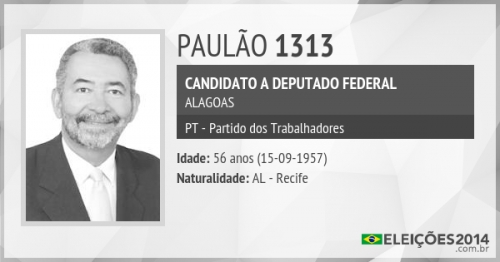 PAULÃO 1313
CANDIDATO A DEPUTADO FEDERAL
ALAGOAS
PT - Partido dos Trabalhadores
Idade: 56 anos (15-09-1957)
Naturalidade: AL - Recife
ELEIÇÕES2014
.com.br